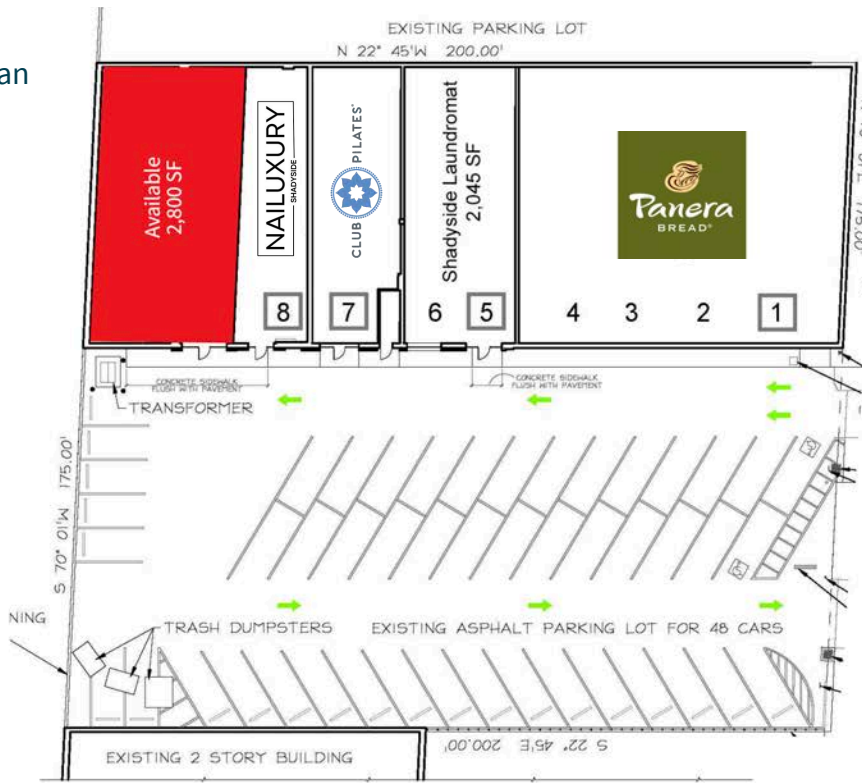 an
EXISTING PARKING LOT
N 22° 45'W 200.00'
Available
2,800 SF
NAILUXURY
SHADYSIDE
CLUB PILATES®
Shadyside Laundromat
2,045 SF
Panera
BREAD®
175.00'
8
7
6
5
4
3
2
1
CONCRETE SIDEWALK
FLUSH WITH PAVEMENT
CONCRETE SIDEWALK
FLUSH WITH PAVEMENT
TRANSFORMER
S 70° 01'W 175.00'
NING
TRASH DUMPSTERS
EXISTING ASPHALT PARKING LOT FOR 48 CARS
S 22° 45'E 200.00'
EXISTING 2 STORY BUILDING